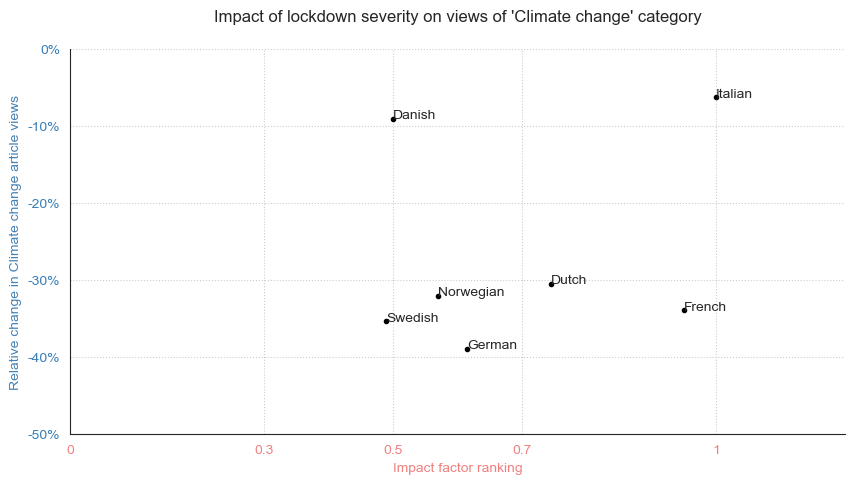 Impact of lockdown severity on views of 'Climate change' category
0%
-10%
-20%
-30%
-40%
-50%
Relative change in Climate change article views
Italian
Danish
Dutch
Norwegian
French
Swedish
German
0 0.3 0.5 0.7 1
Impact factor ranking